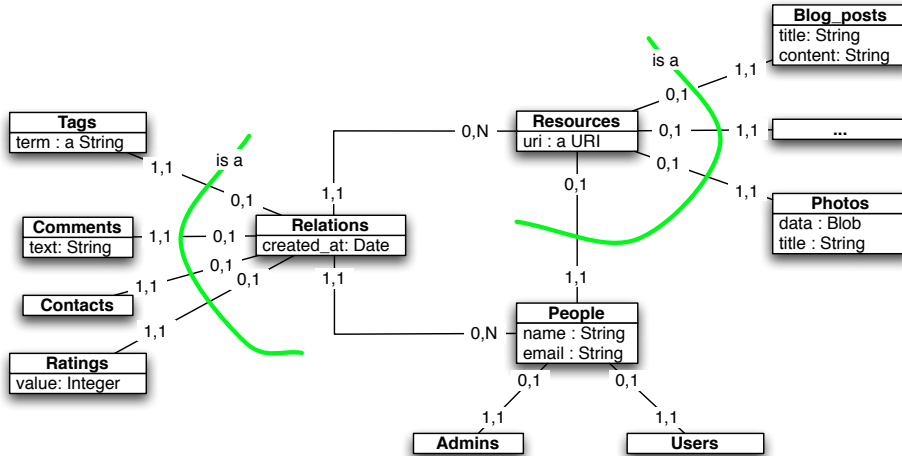 Blog_posts
title: String
content: String
is a
1,1
0,1
Tags
term : a String
Resources
uri : a URI
0,N
0,1
1,1
...
is a
1,1
0,1
0,1
0,1
1,1
1,1
Photos
data : Blob
title : String
Comments
text: String
1,1
0,1
Relations
created_at: Date
0,1
0,1
1,1
1,1
1,1
Contacts
People
name : String
email : String
1,1
0,N
Ratings
value: Integer
0,1
0,1
1,1
1,1
Admins
Users